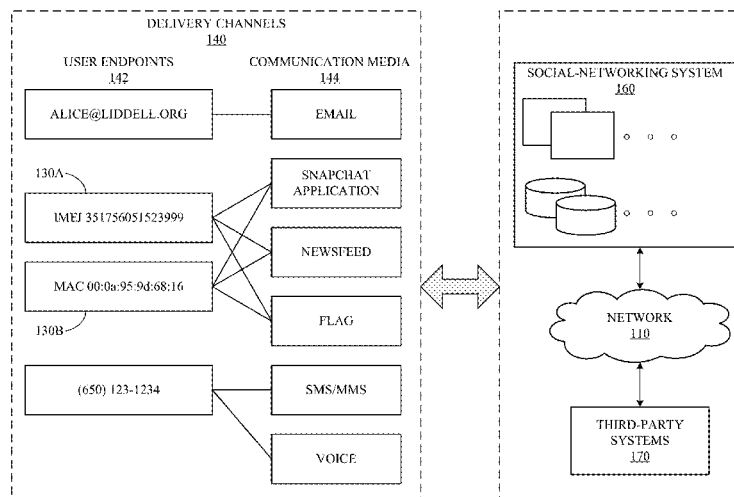 DELIVERY CHANNELS
140
USER ENDPOINTS
142
COMMUNICATION MEDIA
144
ALICE@LIDDELL.ORG
EMAIL
130A
IMEI 351756051523999
SNAPCHAT
APPLICATION
NEWSFEED
MAC 00:0a:95:9d:68:16
130B
FLAG
(650) 123-1234
SMS/MMS
VOICE
SOCIAL-NETWORKING SYSTEM
160
NETWORK
110
THIRD-PARTY
SYSTEMS
170